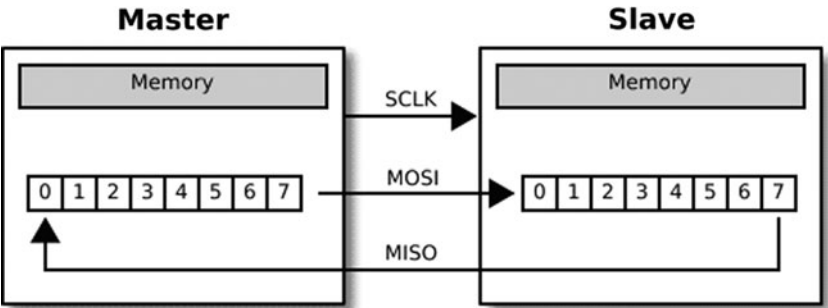 Master Slave
Memory Memory
SCLK
0 1 2 3 4 5 6 7 MOSI 0 1 2 3 4 5 6 7
MISO